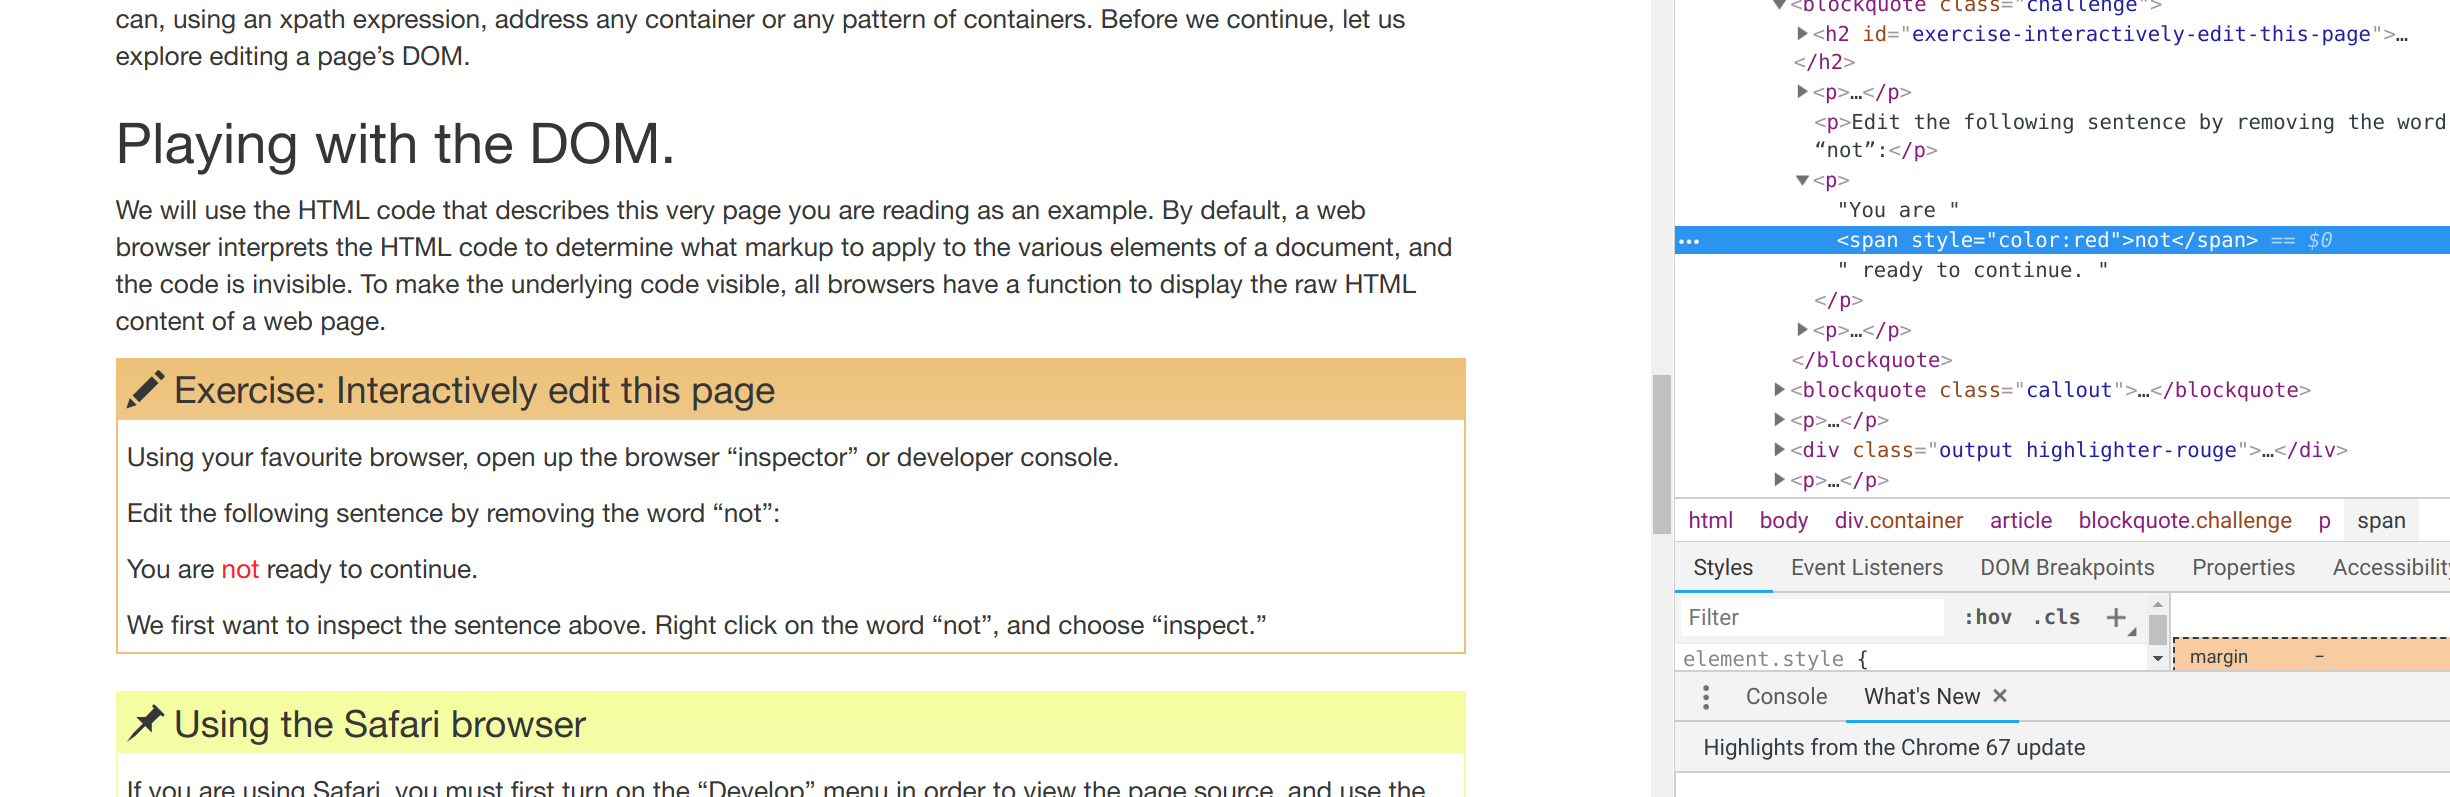 can, using an xpath expression, address any container or any pattern of containers. Before we continue, let us
explore editing a page’s DOM.
Playing with the DOM.
We will use the HTML code that describes this very page you are reading as an example. By default, a web
browser interprets the HTML code to determine what markup to apply to the various elements of a document, and
the code is invisible. To make the underlying code visible, all browsers have a function to display the raw HTML
content of a web page.
Exercise: Interactively edit this page
Using your favourite browser, open up the browser “inspector” or developer console.
Edit the following sentence by removing the word “not”:
You are not ready to continue.
We first want to inspect the sentence above. Right click on the word “not”, and choose “inspect.”
Using the Safari browser
If you are using Safari, you must first turn on the “Develop” menu in order to view the page source, and use the
<blockquote class="challenge">
<h2 id="exercise-interactively-edit-this-page">…
</h2>
<p>…</p>
<p>Edit the following sentence by removing the word
“not”:</p>
<p>
"You are "
<span style="color:red">not</span> == $0
" ready to continue. "
</p>
<p>…</p>
</blockquote>
<blockquote class="callout">…</blockquote>
<p>…</p>
<div class="output highlighter-rouge">…</div>
<p>…</p>
html body div.container article blockquote.challenge p span
Styles Event Listeners DOM Breakpoints Properties Accessibility
Filter :hov .cls +
element.style {
margin –
Console What's New ×
Highlights from the Chrome 67 update